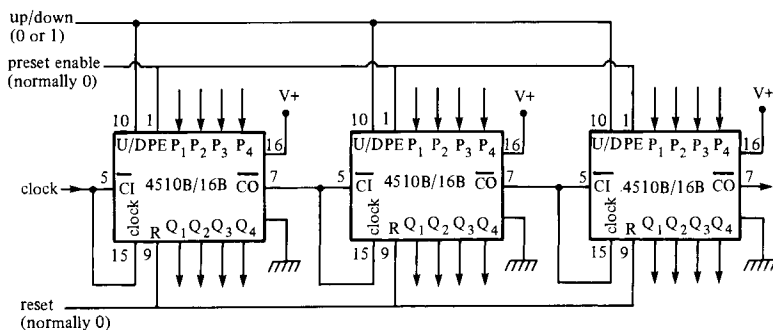 up/down
(0 or 1)
preset enable
(normally 0)
V+ V+ V+
10 1 10 1 10 1
U/D PE P1 P2 P3 P4 16 U/D PE P1 P2 P3 P4 16 U/D PE P1 P2 P3 P4 16
clock 5 CI 4510B/16B CO 7 5 CI 4510B/16B CO 7 5 CI 4510B/16B CO 7
clock clock clock
R Q1 Q2 Q3 Q4 R Q1 Q2 Q3 Q4 R Q1 Q2 Q3 Q4
15 9 15 9 15 9
reset
(normally 0)